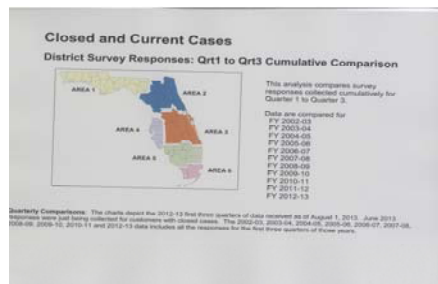 Closed and Current Cases
District Survey Responses: Qrt1 to Qrt3 Cumulative Comparison
AREA 1
AREA 2
AREA 4
AREA 3
AREA 5
AREA 6
This analysis compares survey
responses collected cumulatively for
Quarter 1 to Quarter 3.
Data are compared for
FY 2002-03
FY 2003-04
FY 2004-05
FY 2005-06
FY 2006-07
FY 2007-08
FY 2008-09
FY 2009-10
FY 2010-11
FY 2011-12
FY 2012-13
Quarterly Comparisons: The charts depict the 2012-13 first three quarters of data received as of August 1, 2013. June 2013
responses were just being collected for customers with closed cases. The 2002-03, 2003-04, 2004-05, 2005-06, 2006-07, 2007-08,
2008-09, 2009-10, 2010-11 and 2012-13 data includes all the responses for the first three quarters of those years.